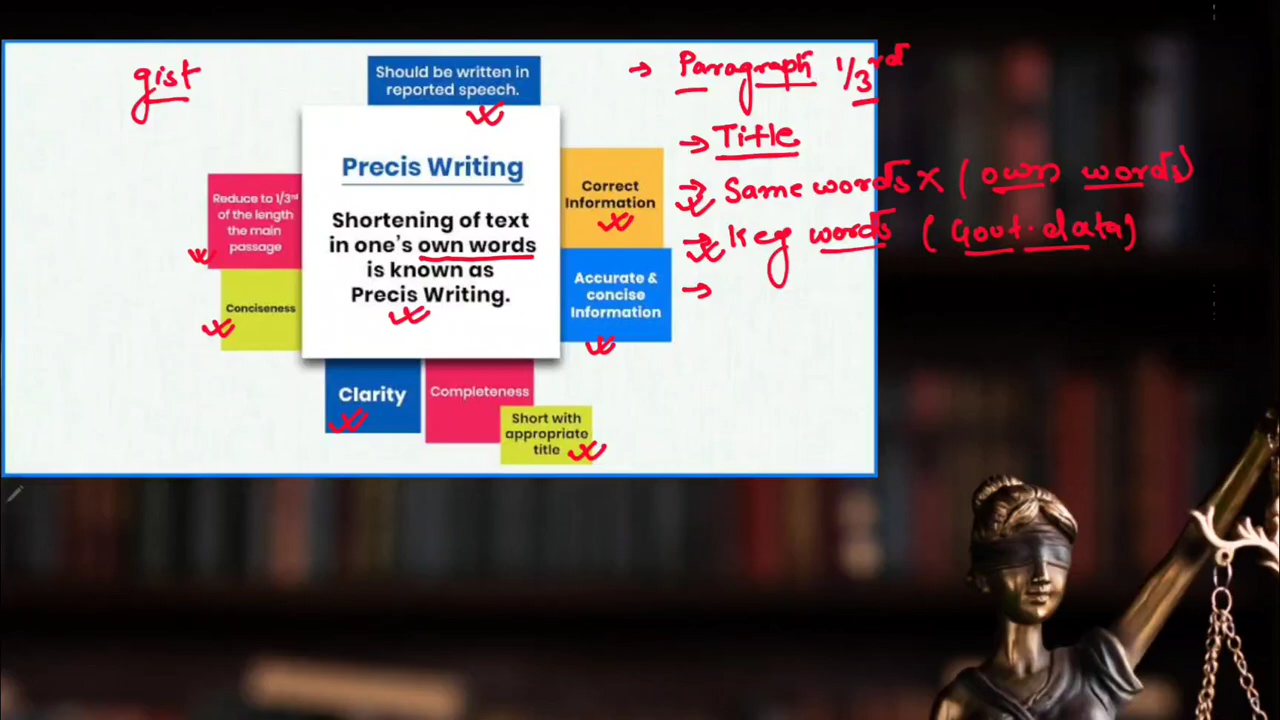 gist
Should be written in
reported speech.
Precis Writing
Shortening of text
in one's own words
is known as
Precis Writing.
Reduce to 1/3rd
of the length
the main
passage
Conciseness
Clarity
Completeness
Short with
appropriate
title
Correct
Information
Accurate &
concise
Information
→ Paragraph 1/3rd
→ Title
→ Same words X (own words)
→ Key words (Govt. data)
→